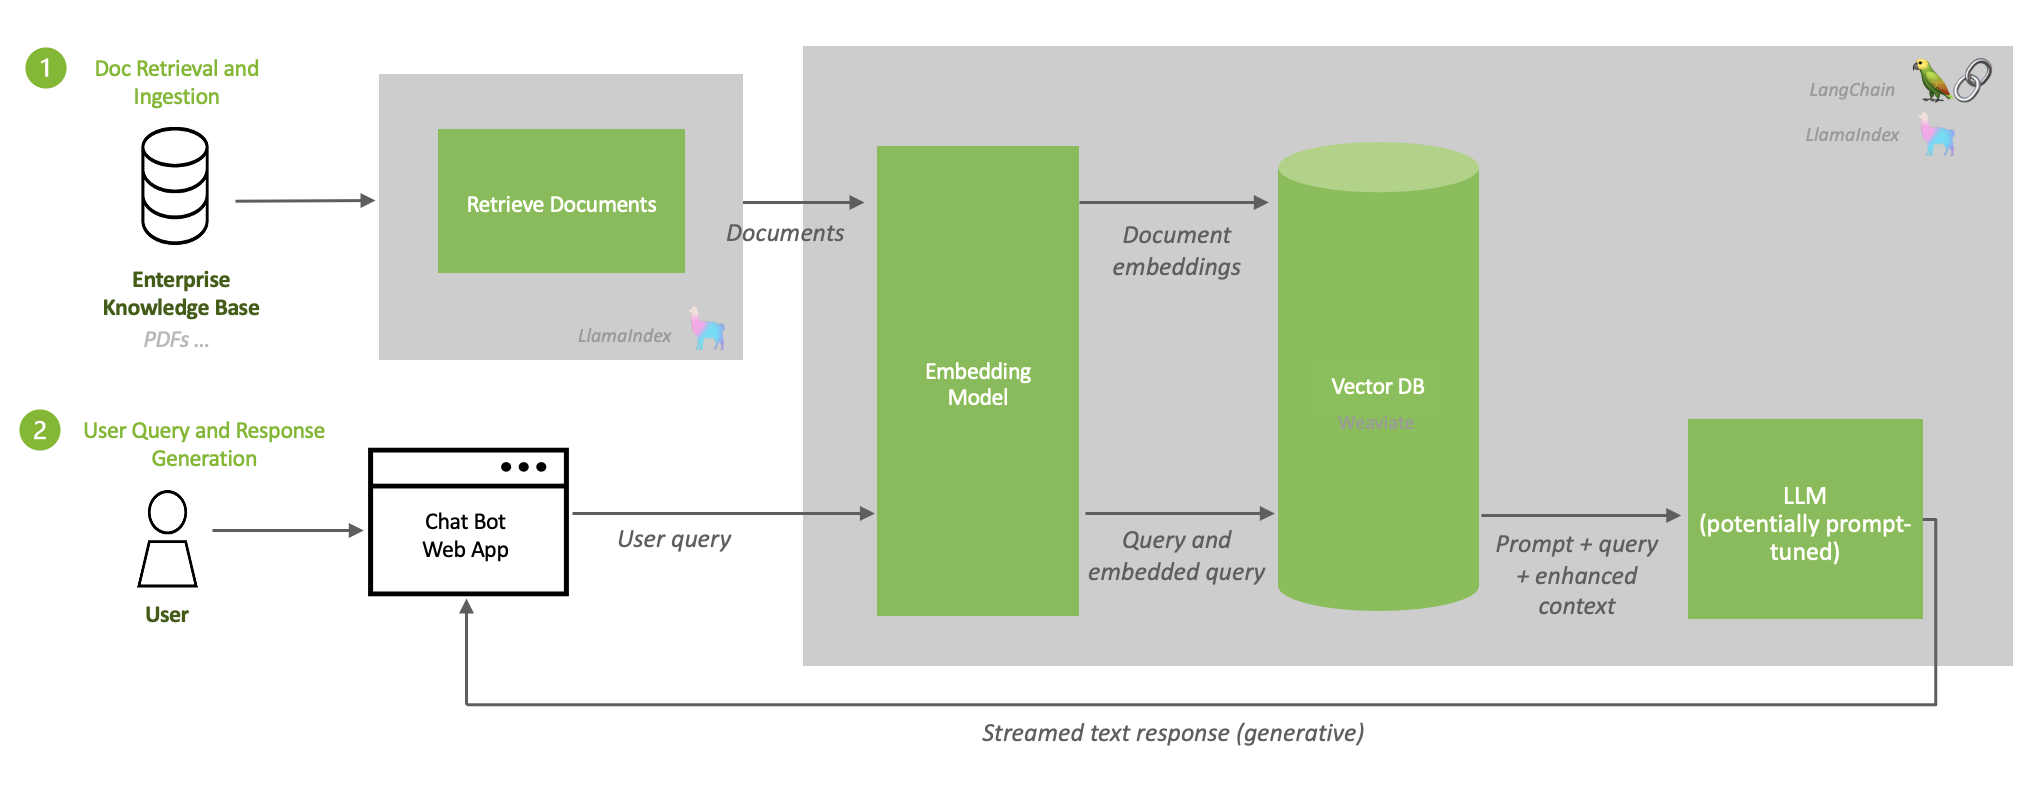 1
Doc Retrieval and
Ingestion
Enterprise
Knowledge Base
PDFs ...
Retrieve Documents
LlamaIndex
Documents
LangChain
LlamaIndex
Embedding
Model
Document
embeddings
Vector DB
Weaviate
2
User Query and Response
Generation
User
Chat Bot
Web App
User query
Query and
embedded query
Prompt + query
+ enhanced
context
LLM
(potentially prompt-
tuned)
Streamed text response (generative)